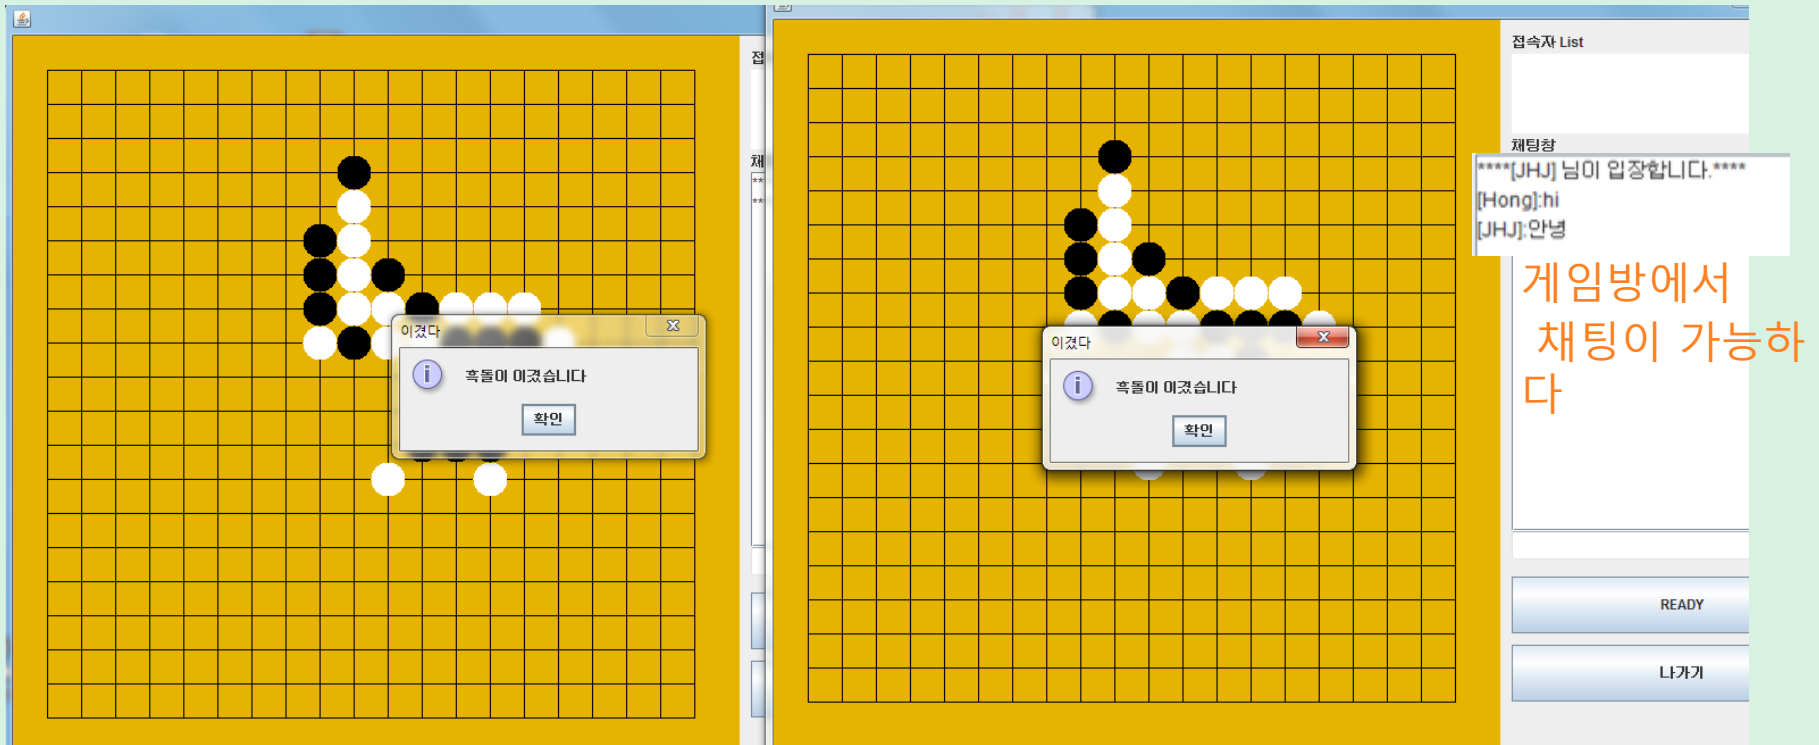 접
채
**
**
이겼다
흑돌이 이겼습니다
확인
이겼다
흑돌이 이겼습니다
확인
접속자 List
채팅창
****[JHJ] 님이 입장합니다.****
[Hong]:hi
[JHJ]:안녕
게임방에서
채팅이 가능하
다
READY
나가기